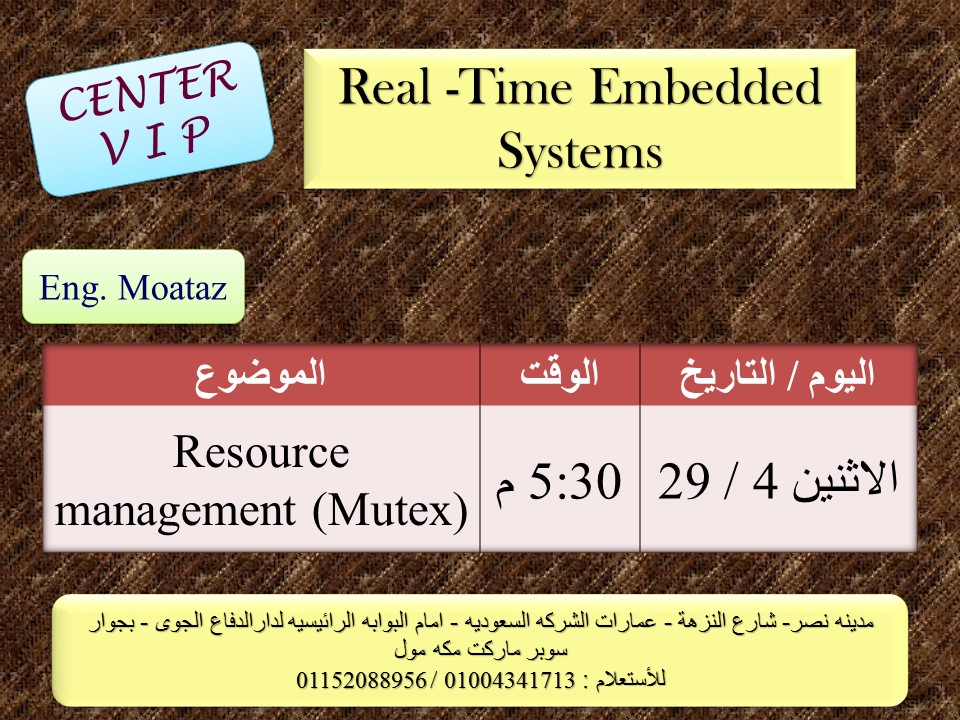 CENTER
V I P
Real -Time Embedded
Systems
Eng. Moataz
اليوم / التاريخ
الوقت
الموضوع
الاثنين 4 / 29
5:30 م
Resource
management (Mutex)
مدينه نصر- شارع النزهة - عمارات الشركه السعوديه - امام البوابه الرائيسيه لدارالدفاع الجوى - بجوار
سوبر ماركت مكه مول
للأستعلام : 01004341713 / 01152088956